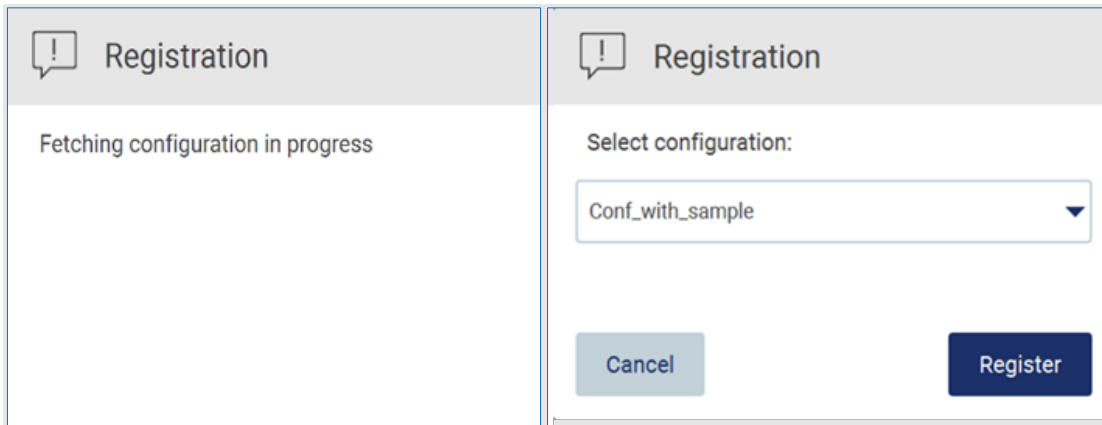 Registration
Fetching configuration in progress
Registration
Select configuration:
Conf_with_sample
Cancel
Register